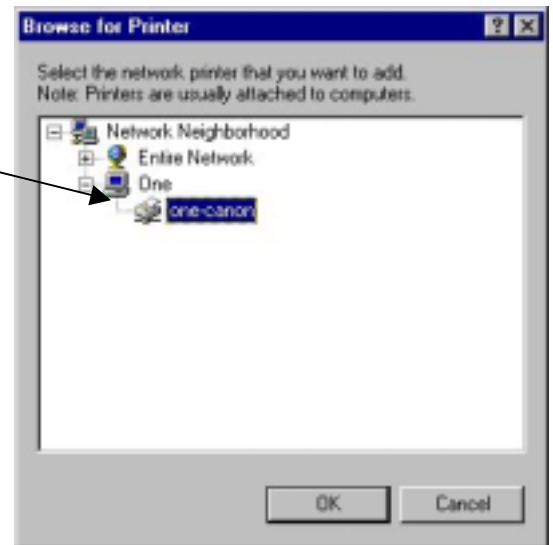 Browse for Printer
Select the network printer that you want to add.
Note: Printers are usually attached to computers.
Network Neighborhood
Entire Network
One
one-canon
OK
Cancel